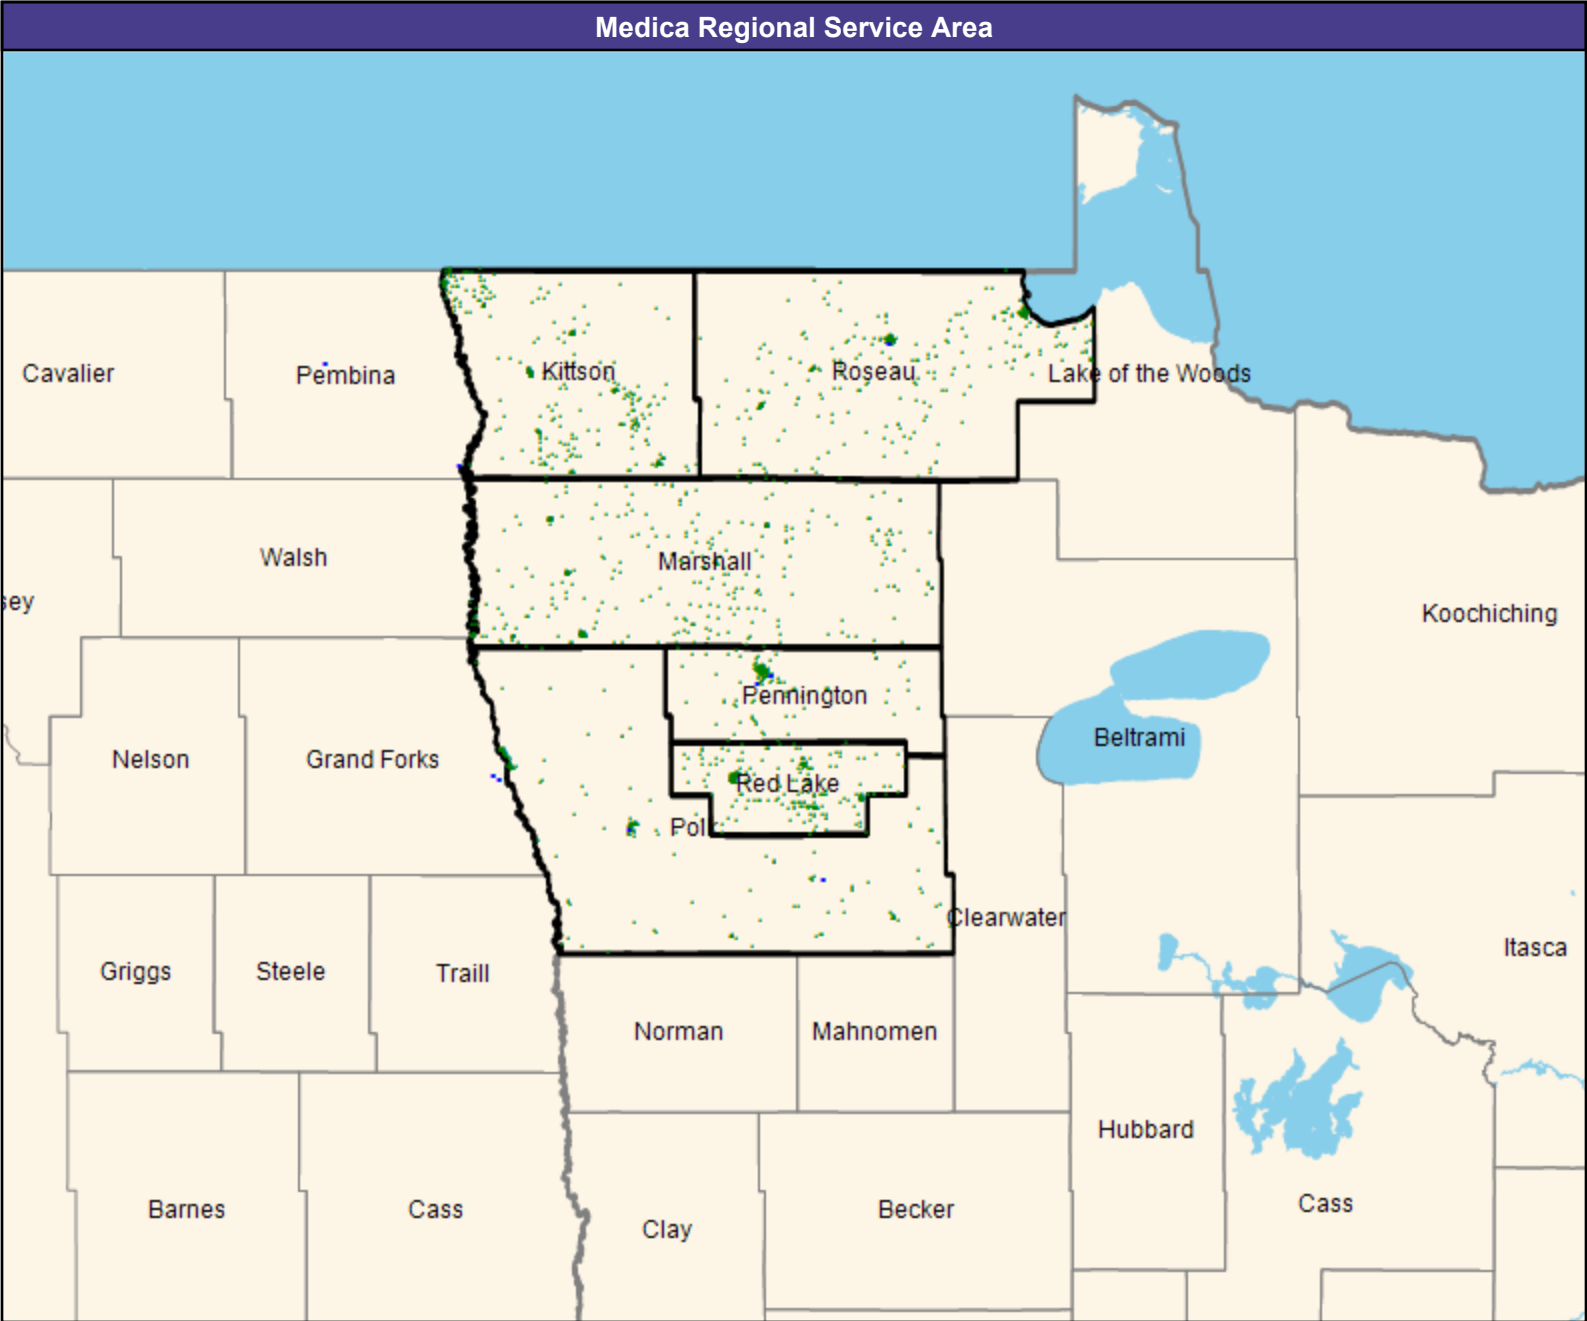 Medica Regional Service Area
Cavalier
Pembina
Kittson
Roseau
Lake of the Woods
Walsh
Marshall
sey
Koochiching
Nelson
Grand Forks
Pennington
Red Lake
Pol
Beltrami
Clearwater
Griggs
Steele
Traill
Norman
Mahnomen
Itasca
Hubbard
Barnes
Cass
Clay
Becker
Cass